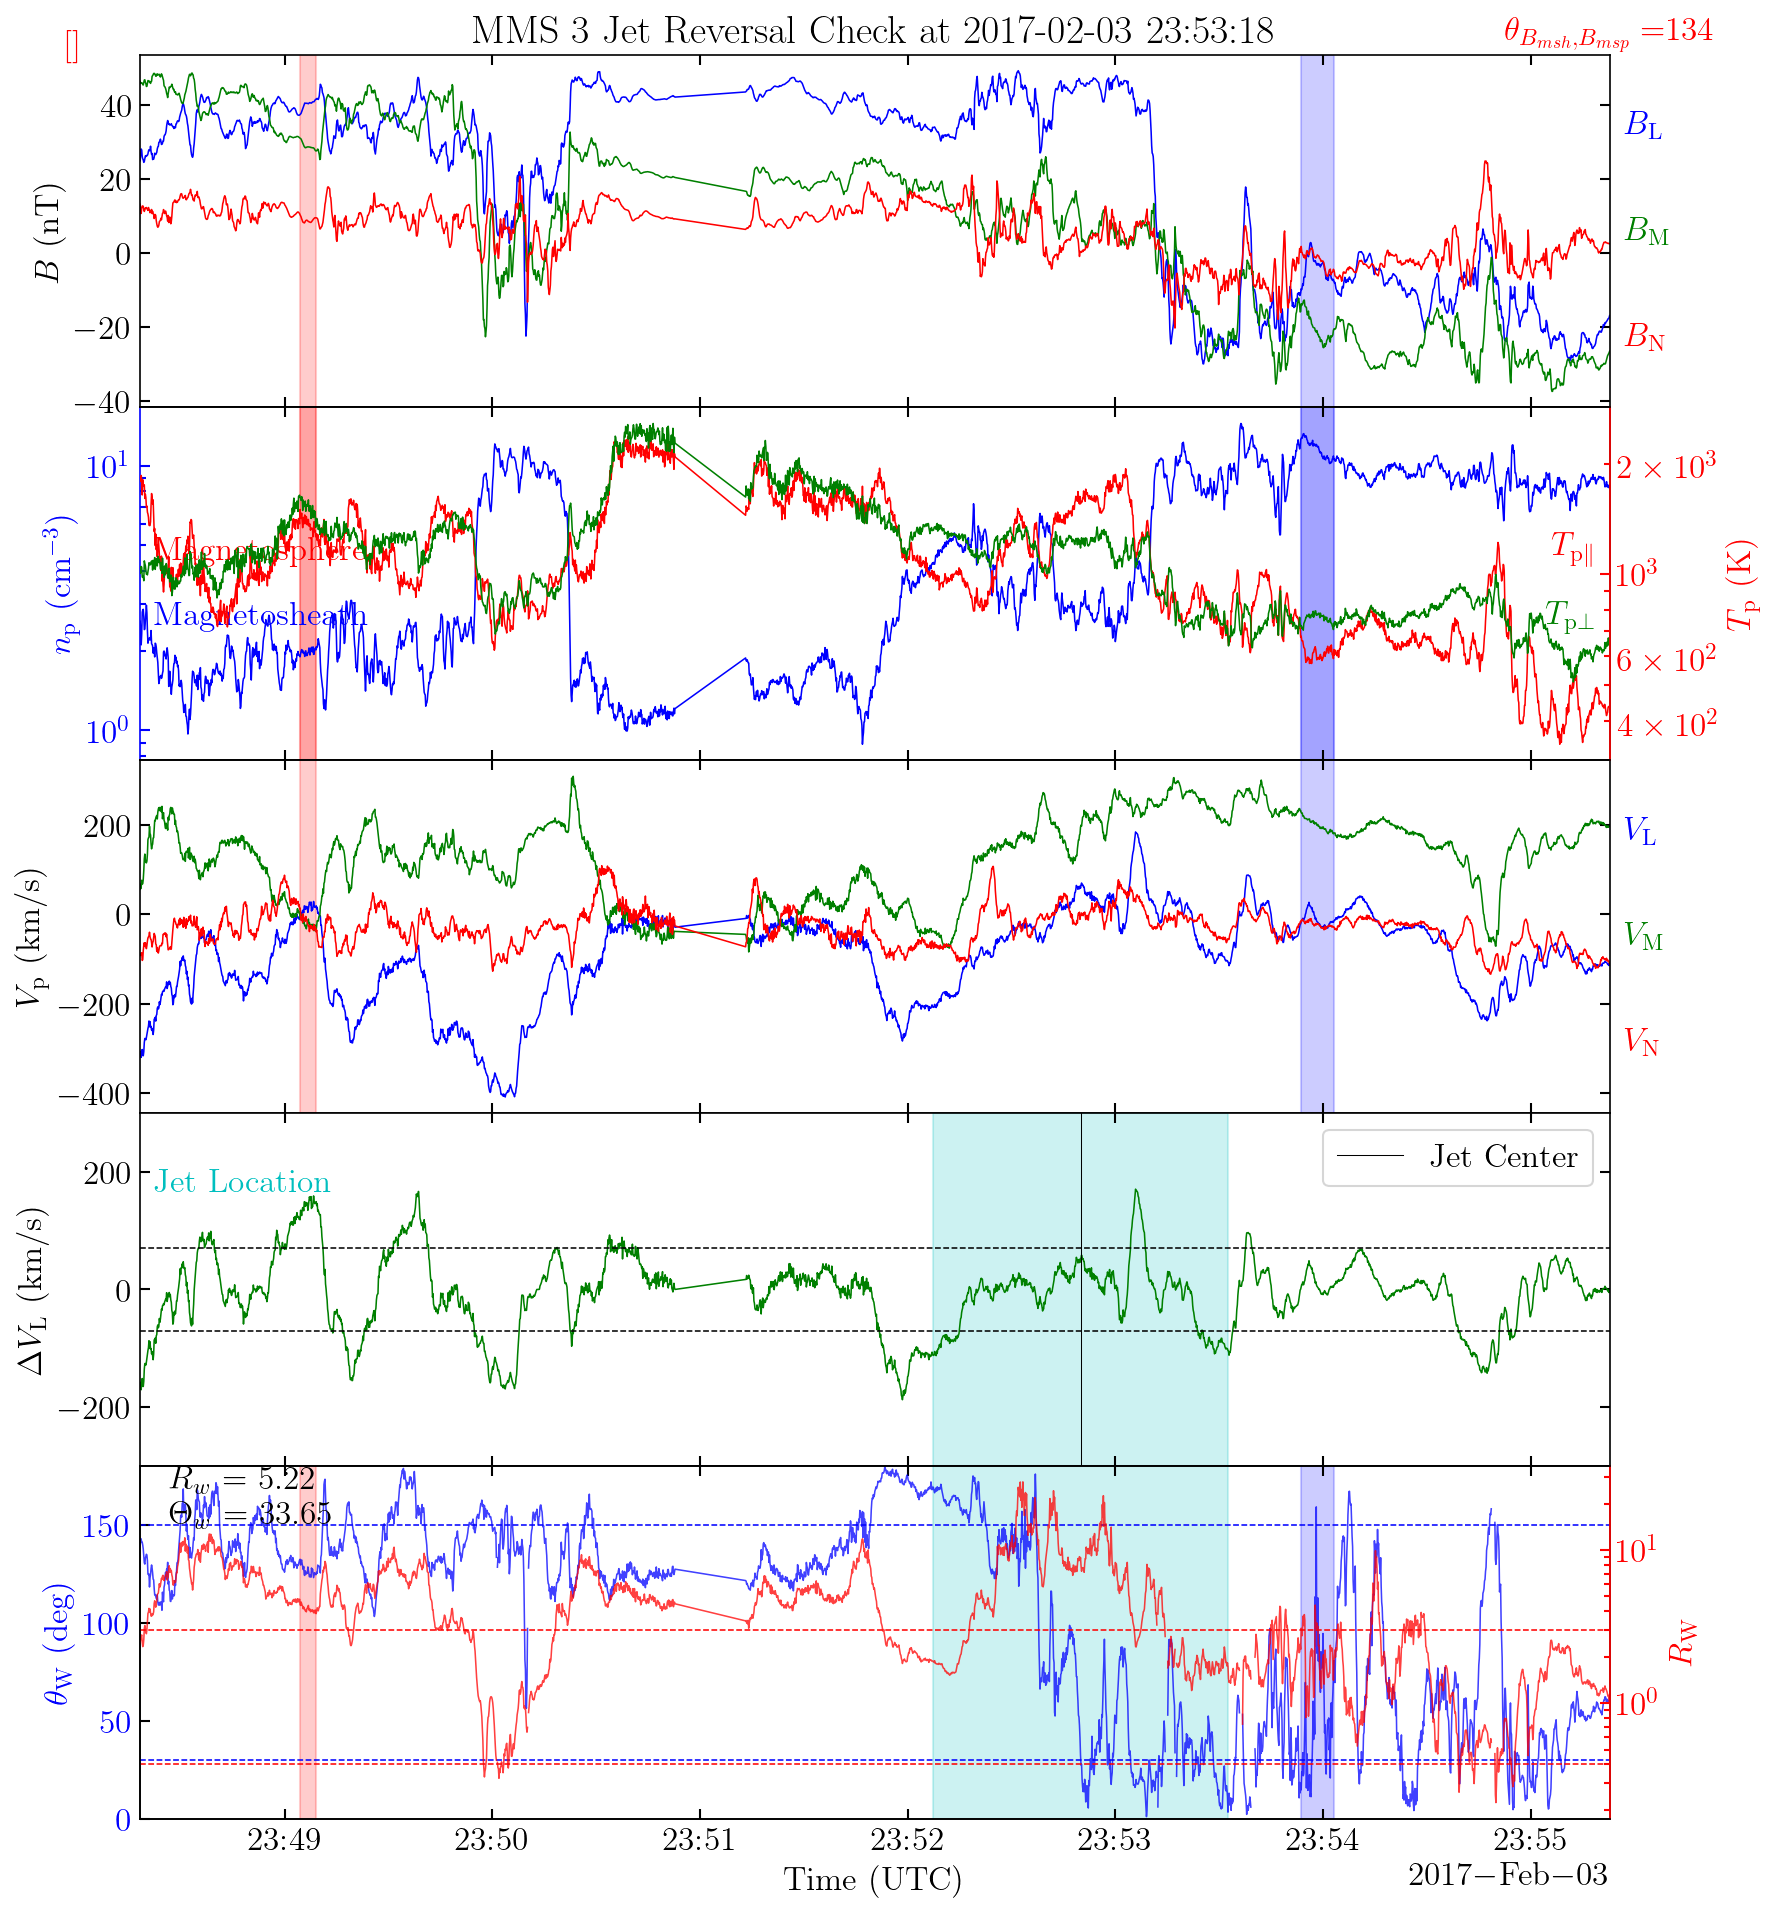 MMS 3 Jet Reversal Check at 2017-02-03 23:53:18
[]
θ_{B_{msh},B_{msp}} =134
40
20
0
−20
−40
B (nT)
B_L
B_M
B_N
10^1
10^0
n_p (cm^{−3})
Magnetosphere
Magnetosheath
2 × 10^3
10^3
6 × 10^2
4 × 10^2
T_{p∥}
T_{p⊥}
T_p (K)
200
0
−200
−400
V_p (km/s)
V_L
V_M
V_N
200
0
−200
ΔV_L (km/s)
Jet Location
Jet Center
R_w = 5.22
Θ_w = 33.65
150
100
50
0
θ_W (deg)
10^1
10^0
R_W
23:49 23:50 23:51 23:52 23:53 23:54 23:55
Time (UTC)
2017−Feb−03